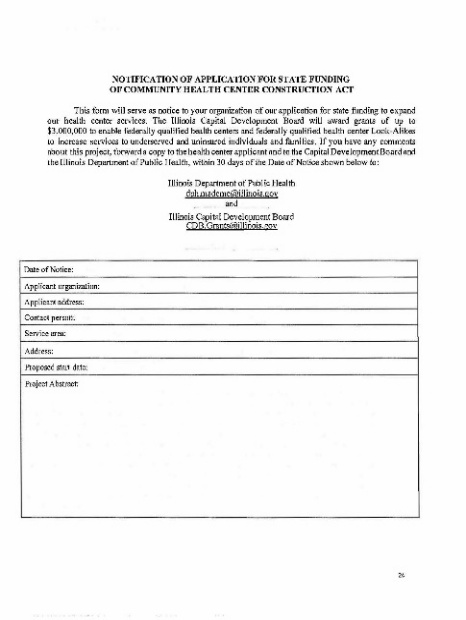 NOTIFICATION OF APPLICATION FOR STATE FUNDING
OF COMMUNITY HEALTH CENTER CONSTRUCTION ACT
This form will serve as notice to your organization of our application for state funding to expand
our health center services. The Illinois Capital Development Board will award grants of up to
$3,000,000 to enable federally qualified health centers and federally qualified health center Look-Alikes
to increase services to underserved and uninsured individuals and families. If you have any comments
about this project, forward a copy to the health center applicant and to the Capital Development Board and
the Illinois Department of Public Health, within 30 days of the Date of Notice shown below to:
Illinois Department of Public Health
and
Illinois Capital Development Board
CDB.Grants@illinois.gov
Date of Notice:
Applicant organization:
Applicant address:
Contact person:
Service area:
Address:
Proposed start date:
Project Abstract:
26